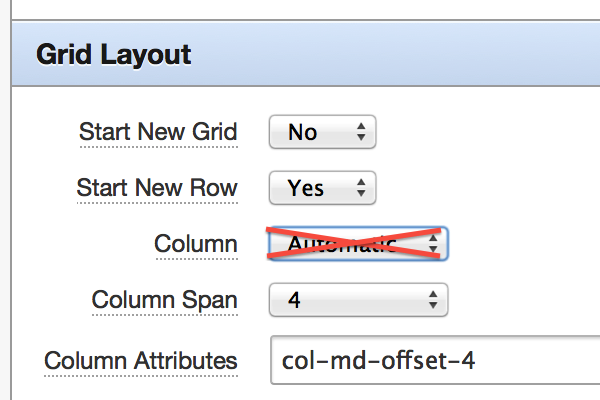 Grid Layout
Start New Grid No
Start New Row Yes
Column Automatic
Column Span 4
Column Attributes col-md-offset-4